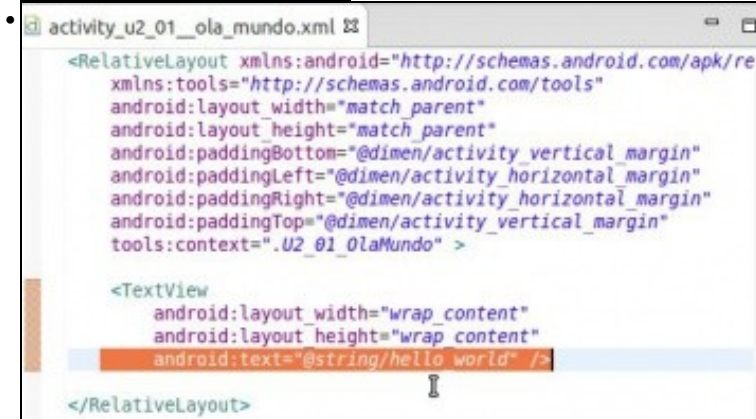 activity_u2_01__ola_mundo.xml
<RelativeLayout xmlns:android="http://schemas.android.com/apk/re
xmlns:tools="http://schemas.android.com/tools"
android:layout_width="match_parent"
android:layout_height="match_parent"
android:paddingBottom="@dimen/activity_vertical_margin"
android:paddingLeft="@dimen/activity_horizontal_margin"
android:paddingRight="@dimen/activity_horizontal_margin"
android:paddingTop="@dimen/activity_vertical_margin"
tools:context=".U2_01_OlaMundo" >
<TextView
android:layout_width="wrap_content"
android:layout_height="wrap_content"
android:text="@string/hello_world" />
</RelativeLayout>